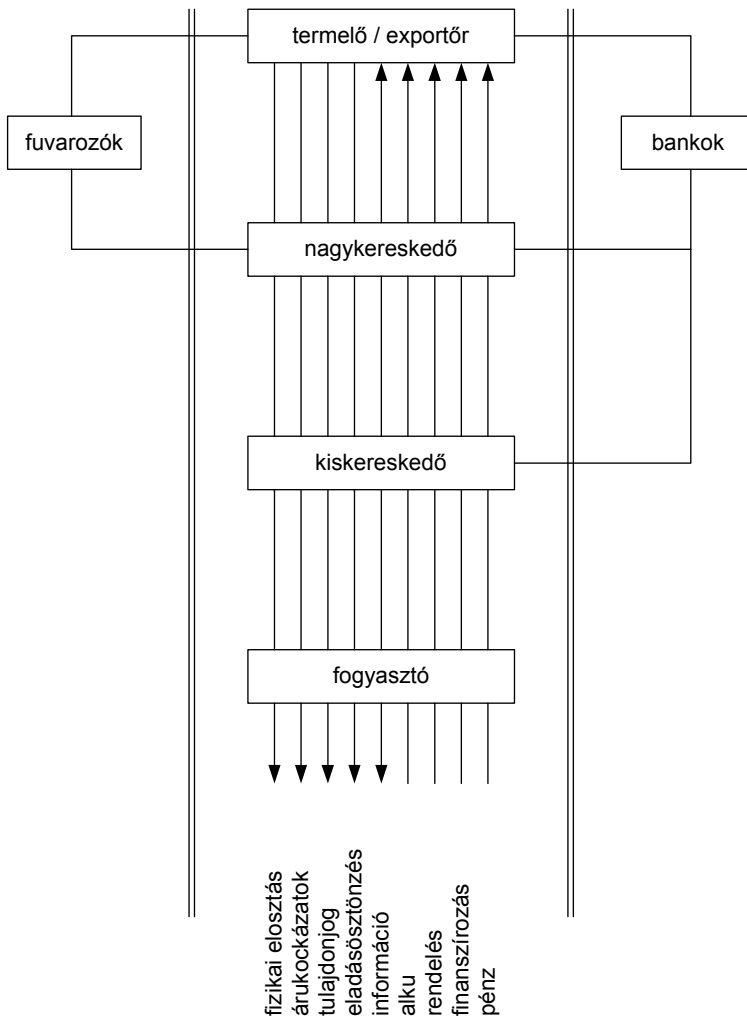 termelő / exportőr
fuvarozók
bankok
nagykereskedő
kiskereskedő
fogyasztó
fizikai elosztás
árukockázatok
tulajdonjog
eladásösztönzés
információ
alku
rendelés
finanszírozás
pénz